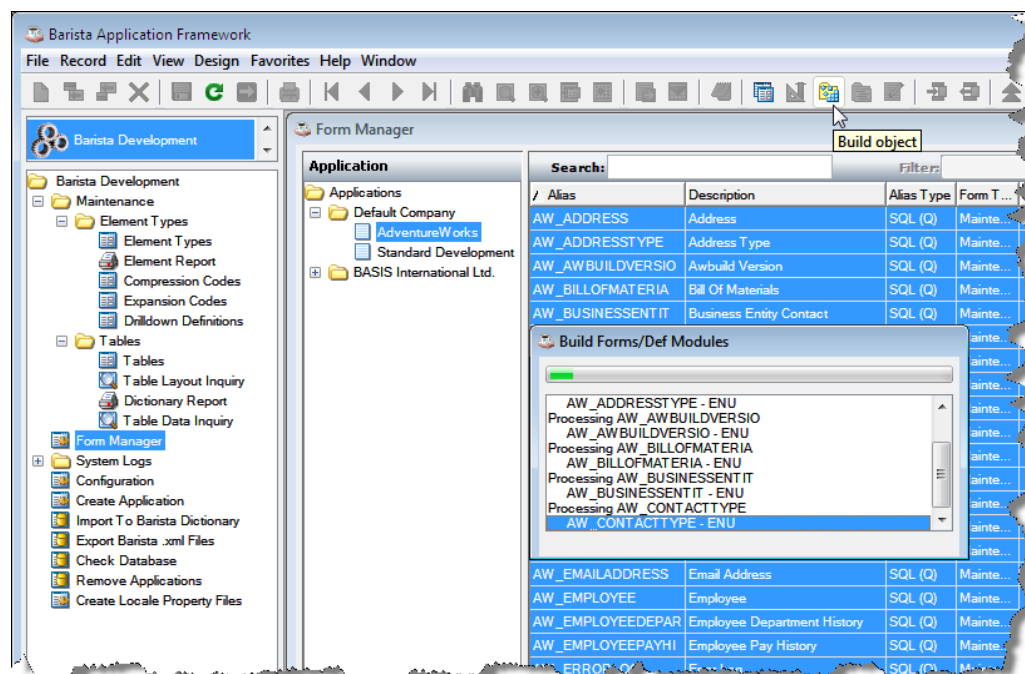 Barista Application Framework
File Record Edit View Design Favorites Help Window
Build object
Barista Development
Barista Development
Maintenance
Element Types
Element Types
Element Report
Compression Codes
Expansion Codes
Drilldown Definitions
Tables
Tables
Table Layout Inquiry
Dictionary Report
Table Data Inquiry
Form Manager
System Logs
Configuration
Create Application
Import To Barista Dictionary
Export Barista .xml Files
Check Database
Remove Applications
Create Locale Property Files
Form Manager
Application
Applications
Default Company
AdventureWorks
Standard Development
BASIS International Ltd.
Search: Filter:
/ Alias Description Alias Type Form T...
AW_ADDRESS Address SQL (Q) Mainte...
AW_ADDRESSTYPE Address Type SQL (Q) Mainte...
AW_AWBUILDVERSIO Awbuild Version SQL (Q) Mainte...
AW_BILLOFMATERIA Bill Of Materials SQL (Q) Mainte...
AW_BUSINESSENTIT Business Entity Contact SQL (Q) Mainte...
Build Forms/Def Modules
AW_ADDRESSTYPE - ENU
Processing AW_AWBUILDVERSIO
AW_AWBUILDVERSIO - ENU
Processing AW_BILLOFMATERIA
AW_BILLOFMATERIA - ENU
Processing AW_BUSINESSENTIT
AW_BUSINESSENTIT - ENU
Processing AW_CONTACTTYPE
AW_CONTACTTYPE - ENU
AW_EMAILADDRESS Email Address SQL (Q) Mainte...
AW_EMPLOYEE Employee SQL (Q) Mainte...
AW_EMPLOYEEDEPAR Employee Department History SQL (Q) Mainte...
AW_EMPLOYEEPAYHI Employee Pay History SQL (Q) Mainte...